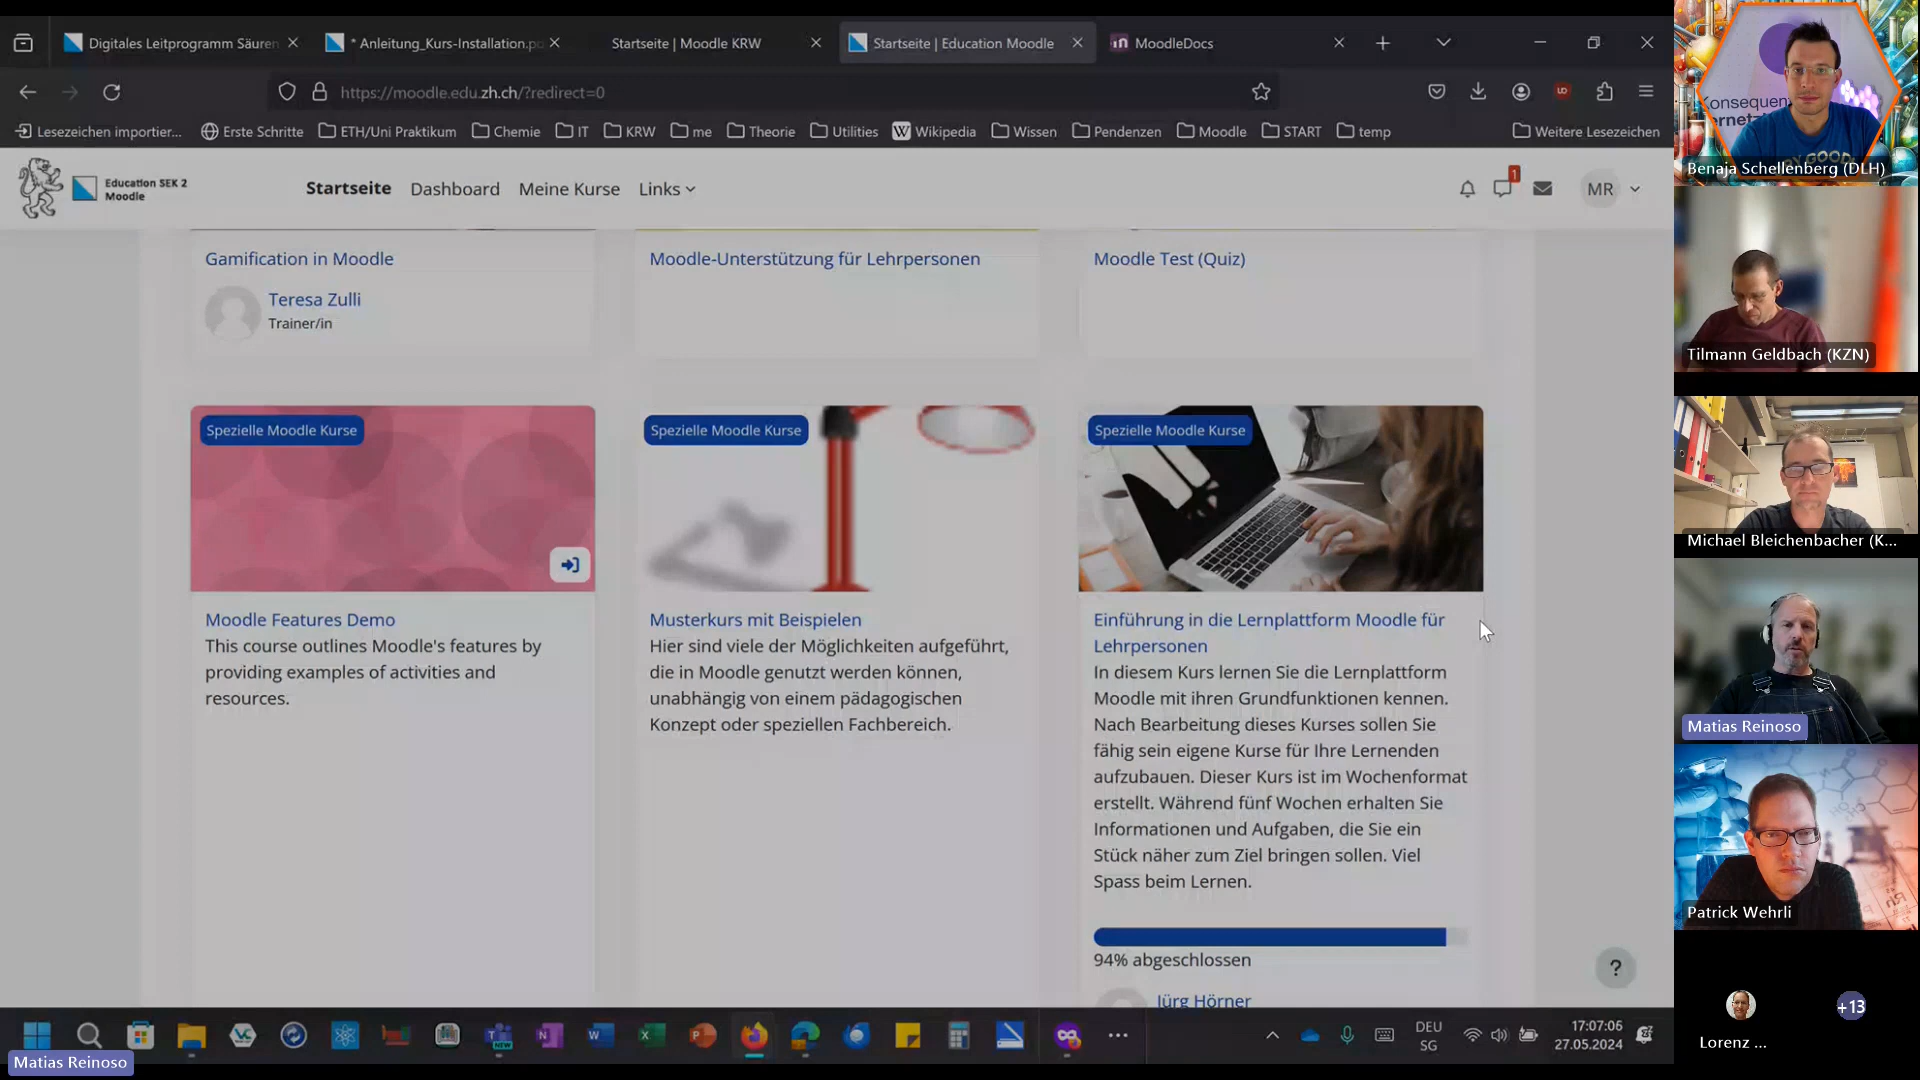 Digitales Leitprogramm Säuren
* Anleitung_Kurs-Installation.p
Startseite | Moodle KRW
Startseite | Education Moodle
MoodleDocs
https://moodle.edu.zh.ch/?redirect=0
Lesezeichen importier...
Erste Schritte
ETH/Uni Praktikum
Chemie
IT
KRW
me
Theorie
Utilities
Wikipedia
Wissen
Pendenzen
Moodle
START
temp
Weitere Lesezeichen
Education SEK 2
Moodle
Startseite
Dashboard
Meine Kurse
Links
1
MR
Gamification in Moodle
Teresa Zulli
Trainer/in
Moodle-Unterstützung für Lehrpersonen
Moodle Test (Quiz)
Spezielle Moodle Kurse
Moodle Features Demo
This course outlines Moodle's features by
providing examples of activities and
resources.
Spezielle Moodle Kurse
Musterkurs mit Beispielen
Hier sind viele der Möglichkeiten aufgeführt,
die in Moodle genutzt werden können,
unabhängig von einem pädagogischen
Konzept oder speziellen Fachbereich.
Spezielle Moodle Kurse
Einführung in die Lernplattform Moodle für
Lehrpersonen
In diesem Kurs lernen Sie die Lernplattform
Moodle mit ihren Grundfunktionen kennen.
Nach Bearbeitung dieses Kurses sollen Sie
fähig sein eigene Kurse für Ihre Lernenden
aufzubauen. Dieser Kurs ist im Wochenformat
erstellt. Während fünf Wochen erhalten Sie
Informationen und Aufgaben, die Sie ein
Stück näher zum Ziel bringen sollen. Viel
Spass beim Lernen.
94% abgeschlossen
Jürg Hörner
?
DEU
SG
17:07:06
27.05.2024
Matias Reinoso
Konsequen
ernetz
Benaja Schellenberg (DLH)
Tilmann Geldbach (KZN)
Michael Bleichenbacher (K...
Matias Reinoso
Patrick Wehrli
Lorenz ...
+13